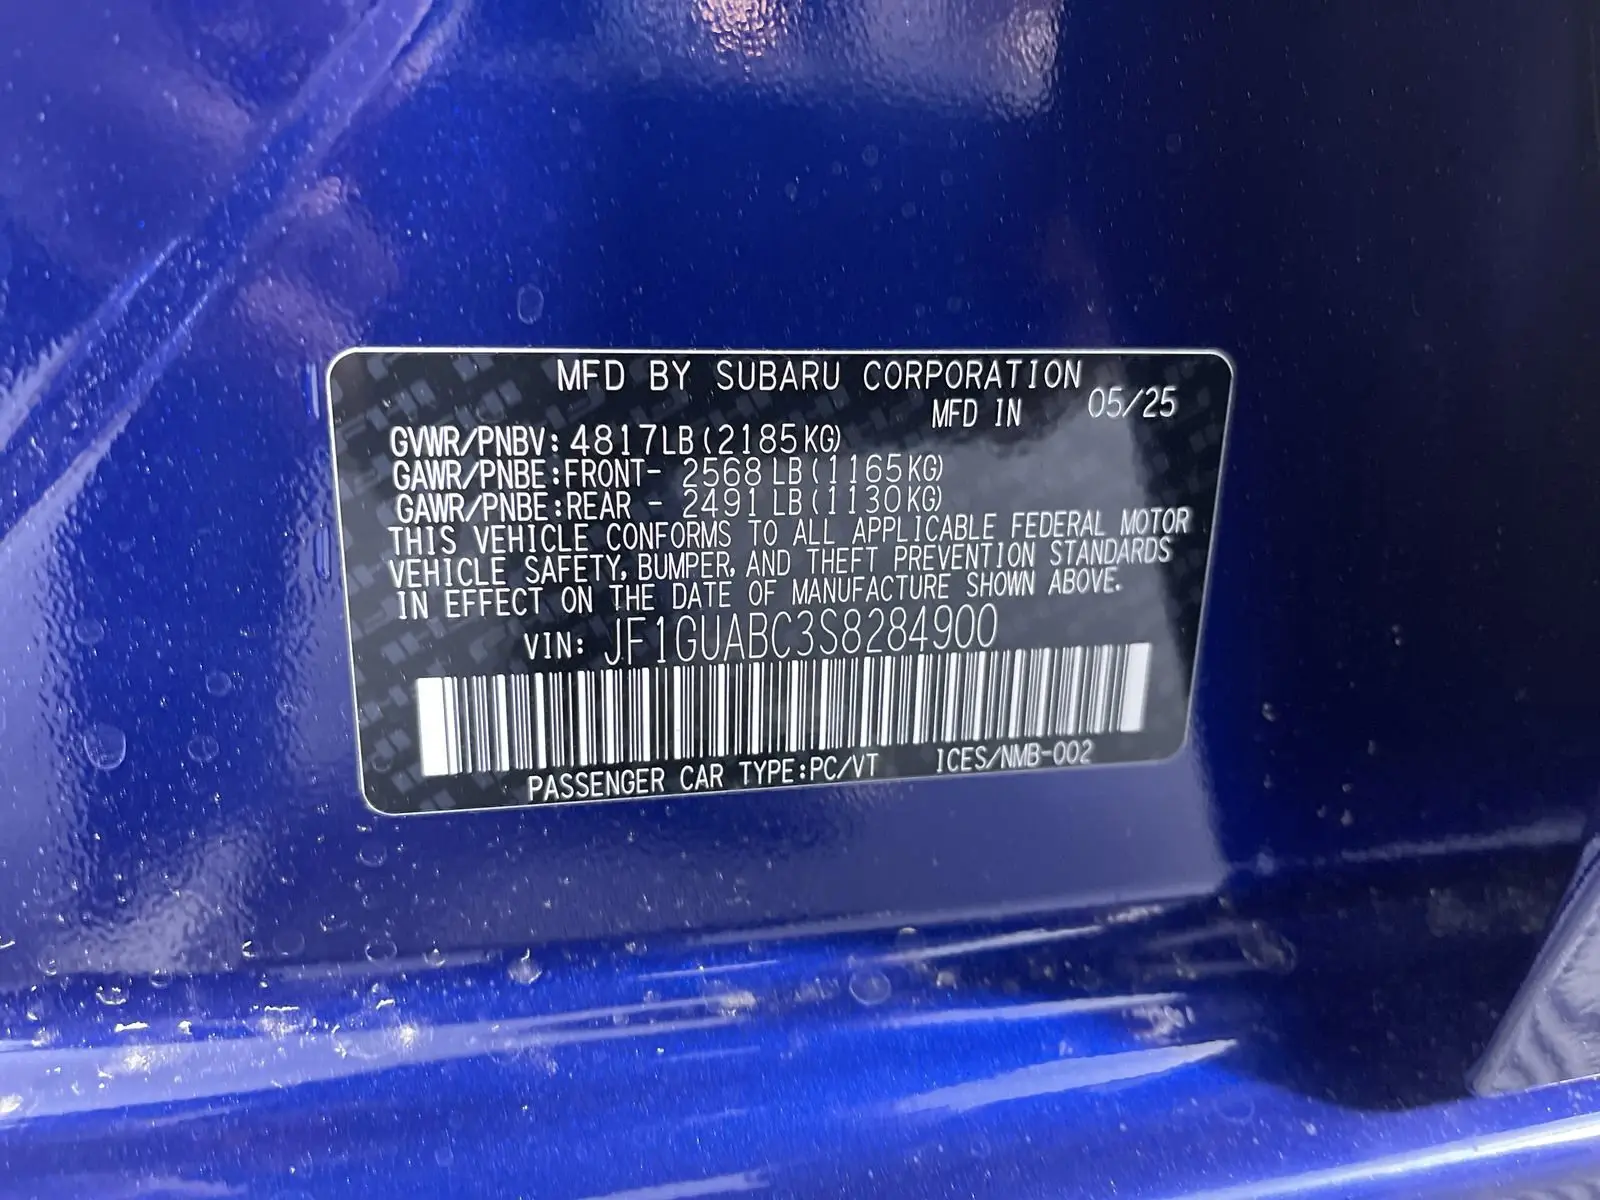 MFD BY SUBARU CORPORATION
MFD IN 05/25
GVWR/PNBV: 4817LB(2185KG)
GAWR/PNBE:FRONT- 2568LB(1165KG)
GAWR/PNBE:REAR - 2491LB(1130KG)
THIS VEHICLE CONFORMS TO ALL APPLICABLE FEDERAL MOTOR
VEHICLE SAFETY, BUMPER, AND THEFT PREVENTION STANDARDS
IN EFFECT ON THE DATE OF MANUFACTURE SHOWN ABOVE.
VIN: JF1GUABC3S8284900
PASSENGER CAR TYPE:PC/VT ICES/NMB-002